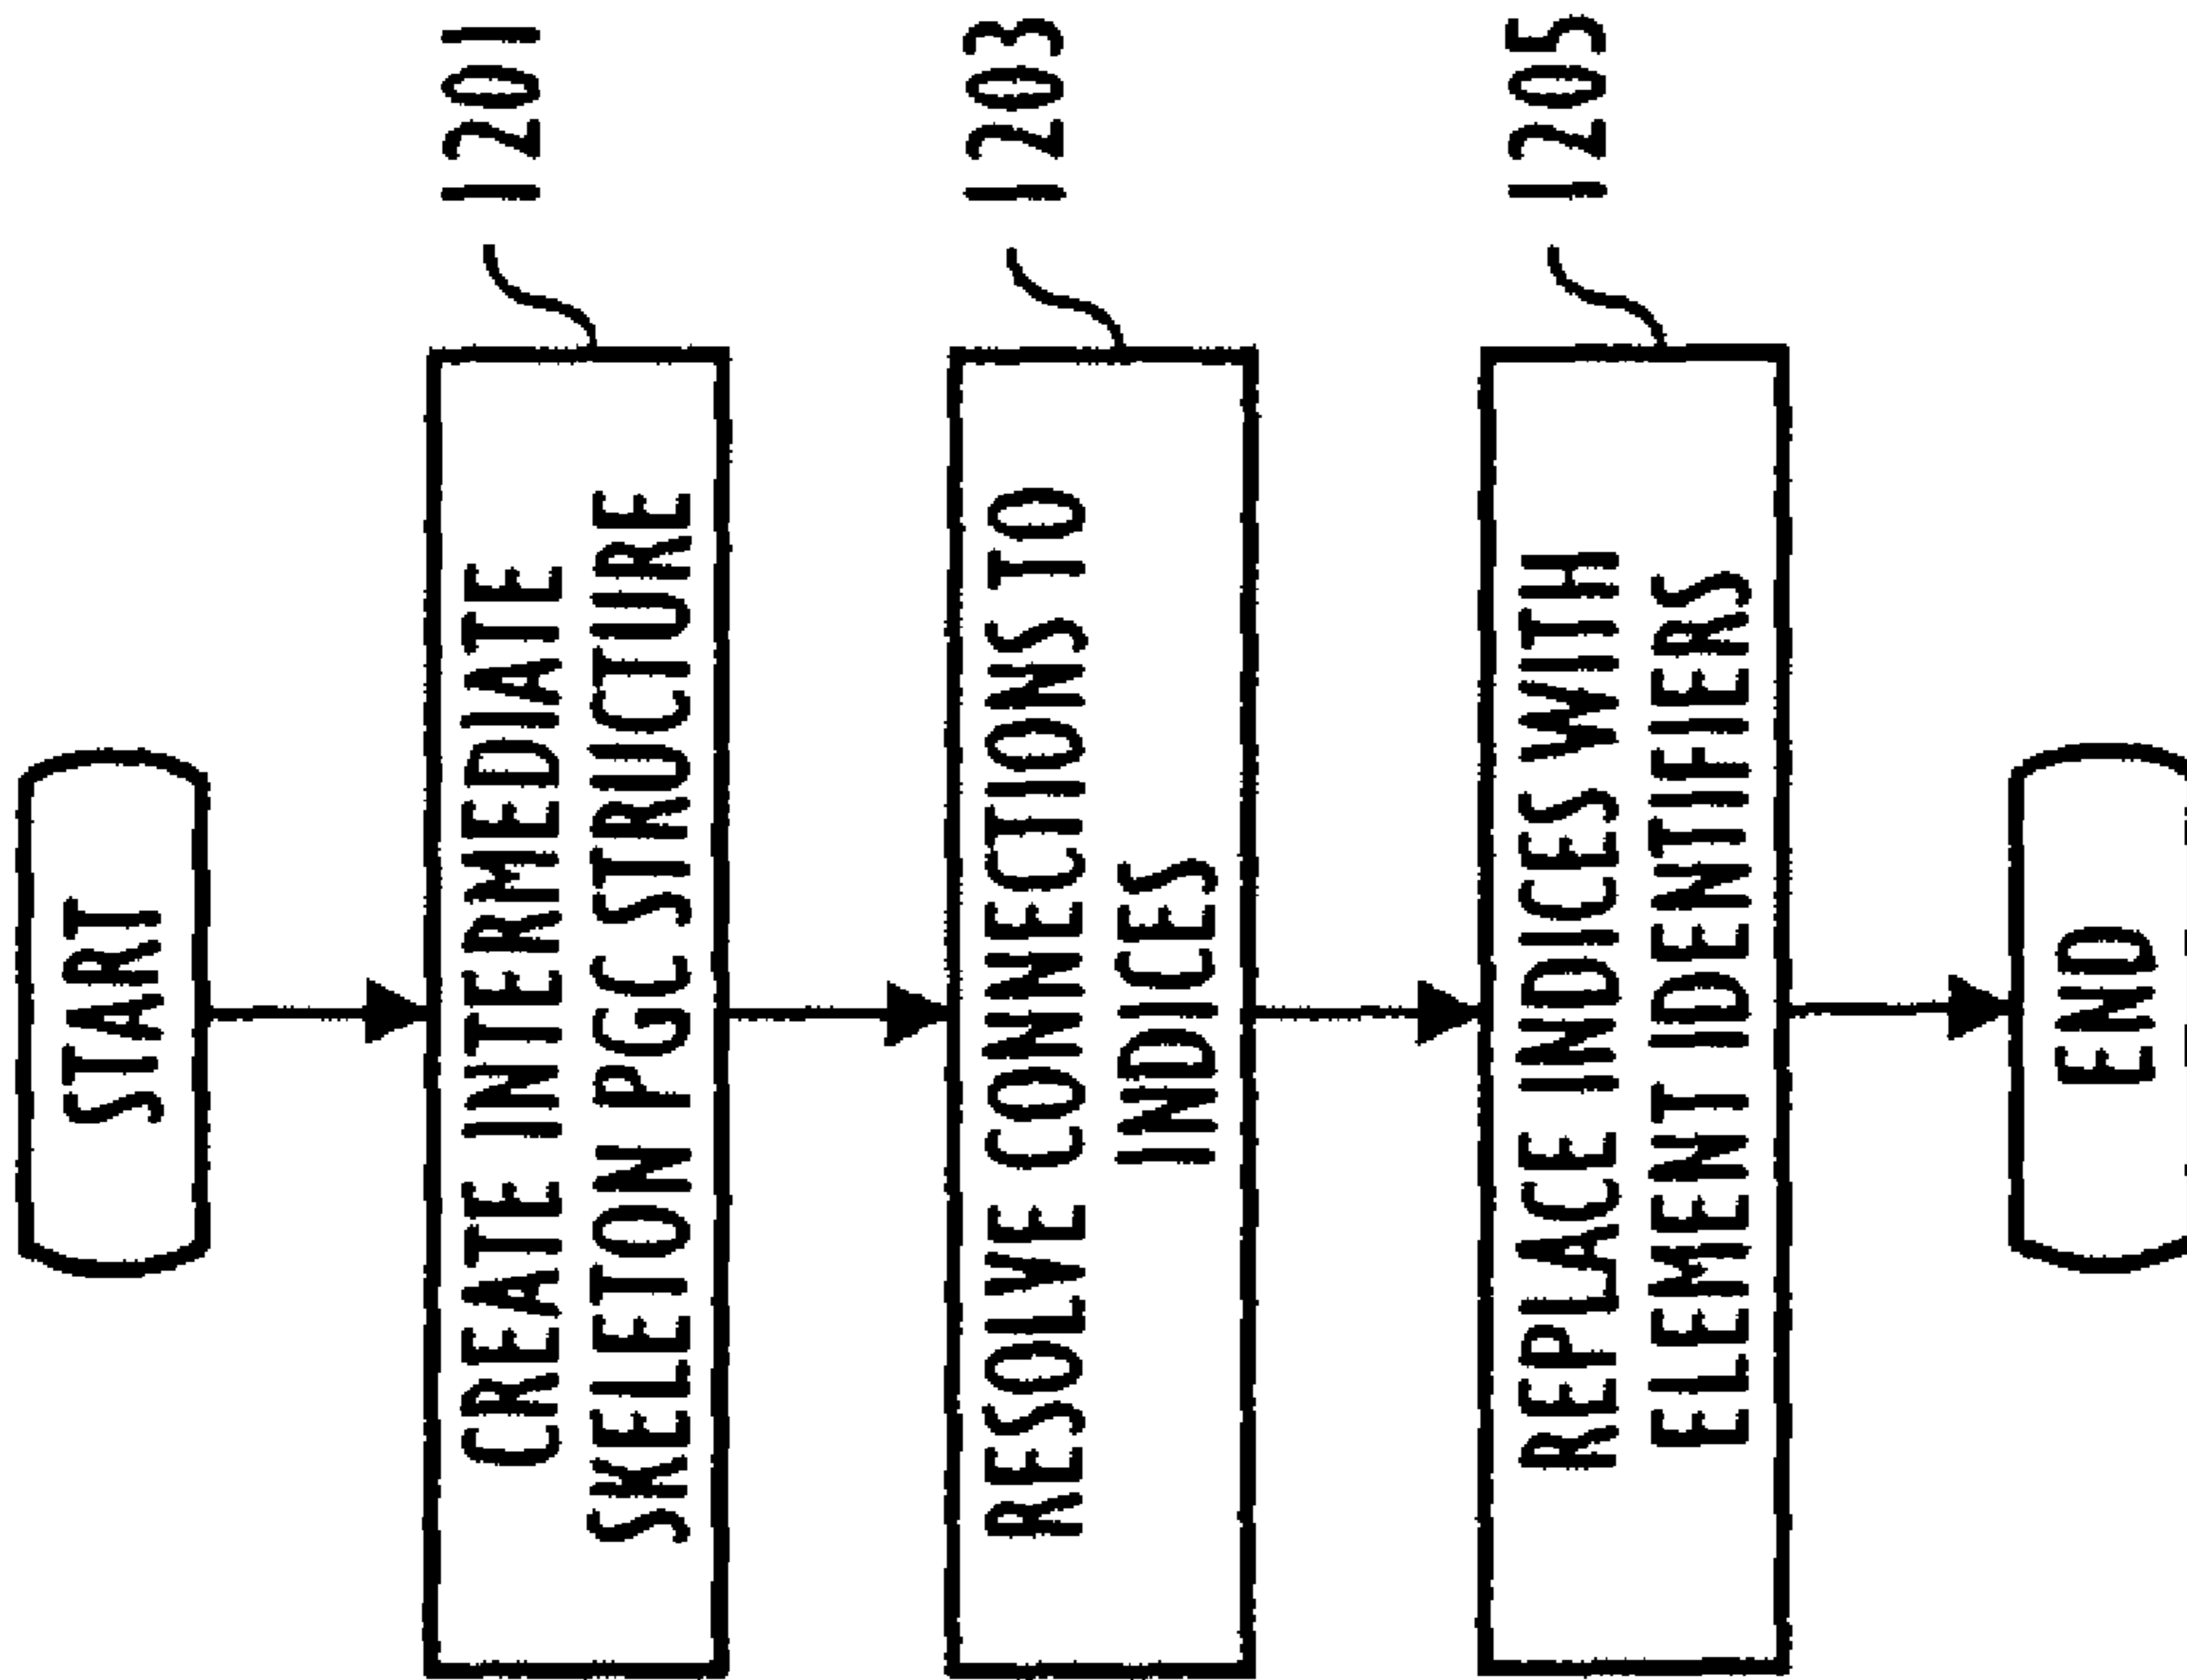 START
CREATE INTERMEDIATE
SKELETON PGC STRUCTURE
1201
RESOLVE CONNECTIONS TO
INDICES
1203
REPLACE INDICES WITH
ELEMENT IDENTIFIERS
1205
END